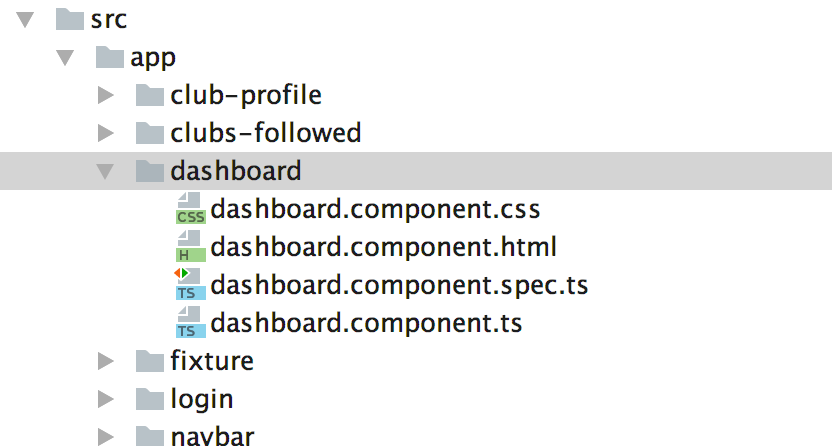 src
app
club-profile
clubs-followed
dashboard
CSS dashboard.component.css
H dashboard.component.html
TS dashboard.component.spec.ts
TS dashboard.component.ts
fixture
login
navbar